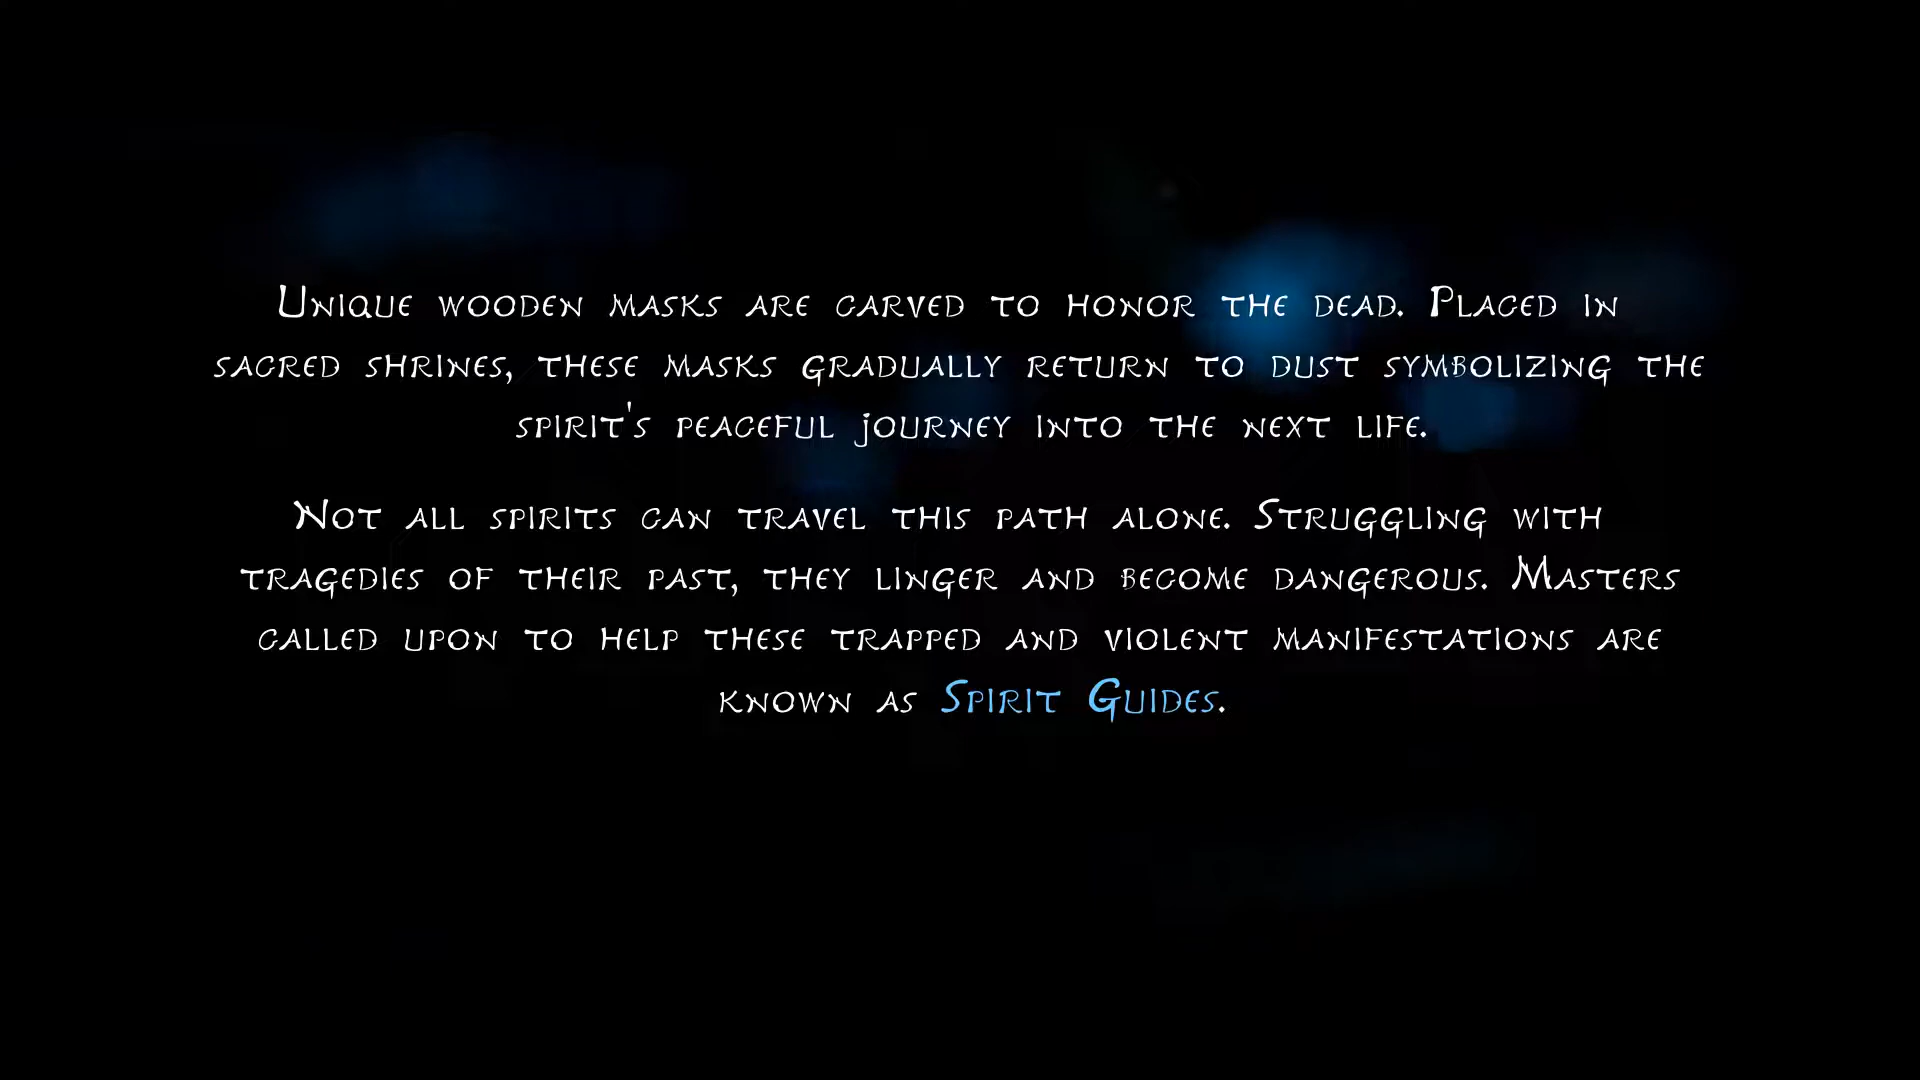 Unique wooden masks are carved to honor the dead. Placed in
sacred shrines, these masks gradually return to dust symbolizing the
spirit's peaceful journey into the next life.
Not all spirits can travel this path alone. Struggling with
tragedies of their past, they linger and become dangerous. Masters
called upon to help these trapped and violent manifestations are
known as Spirit Guides.